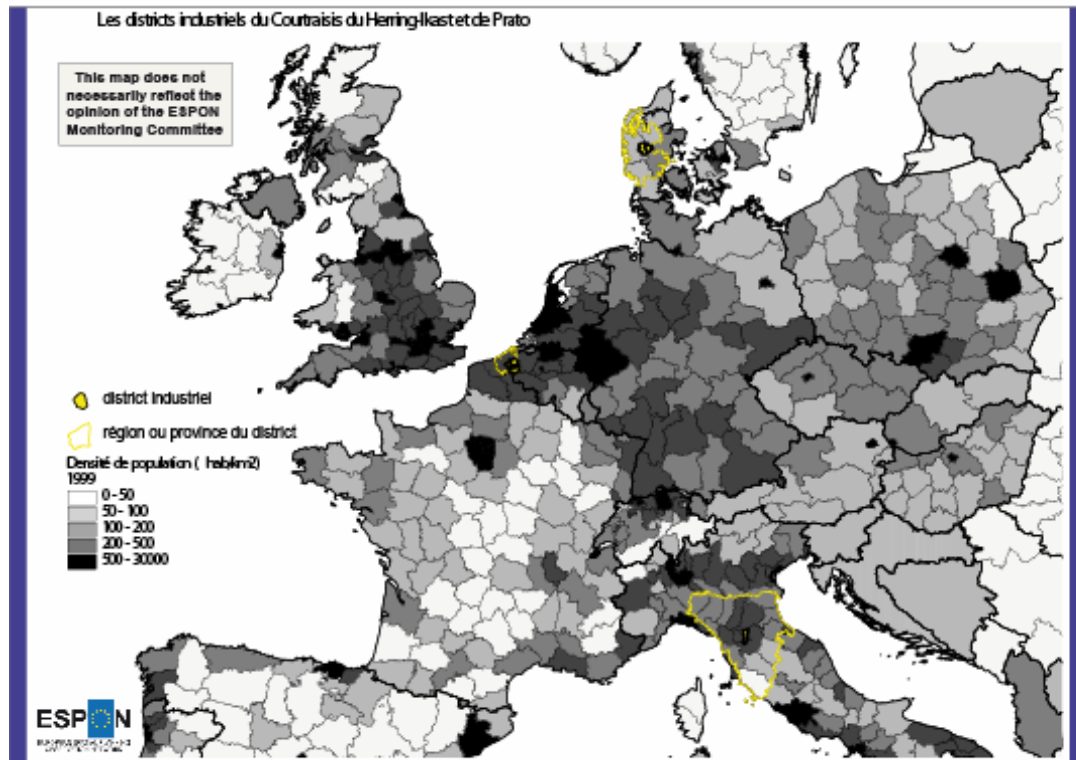 Les districts industriels du Courtraisis du Herring-Ikast et de Prato
This map does not
necessarily reflect the
opinion of the ESPON
Monitoring Committee
district industriel
région ou province du district
Densité de population ( hab/km2)
1999
0 - 50
50 - 100
100 - 200
200 - 500
500 - 30000
ESPON